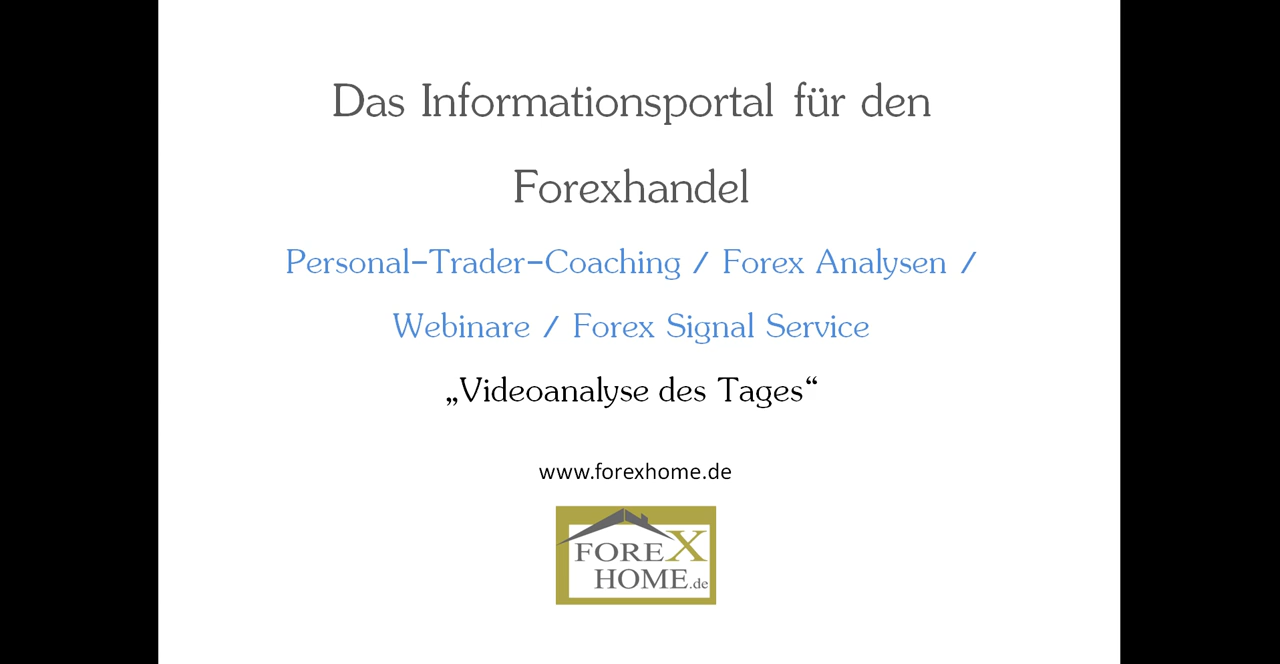 Das Informationsportal für den
Forexhandel
Personal-Trader-Coaching / Forex Analysen /
Webinare / Forex Signal Service
„Videoanalyse des Tages“
www.forexhome.de
FOREX
HOME.de